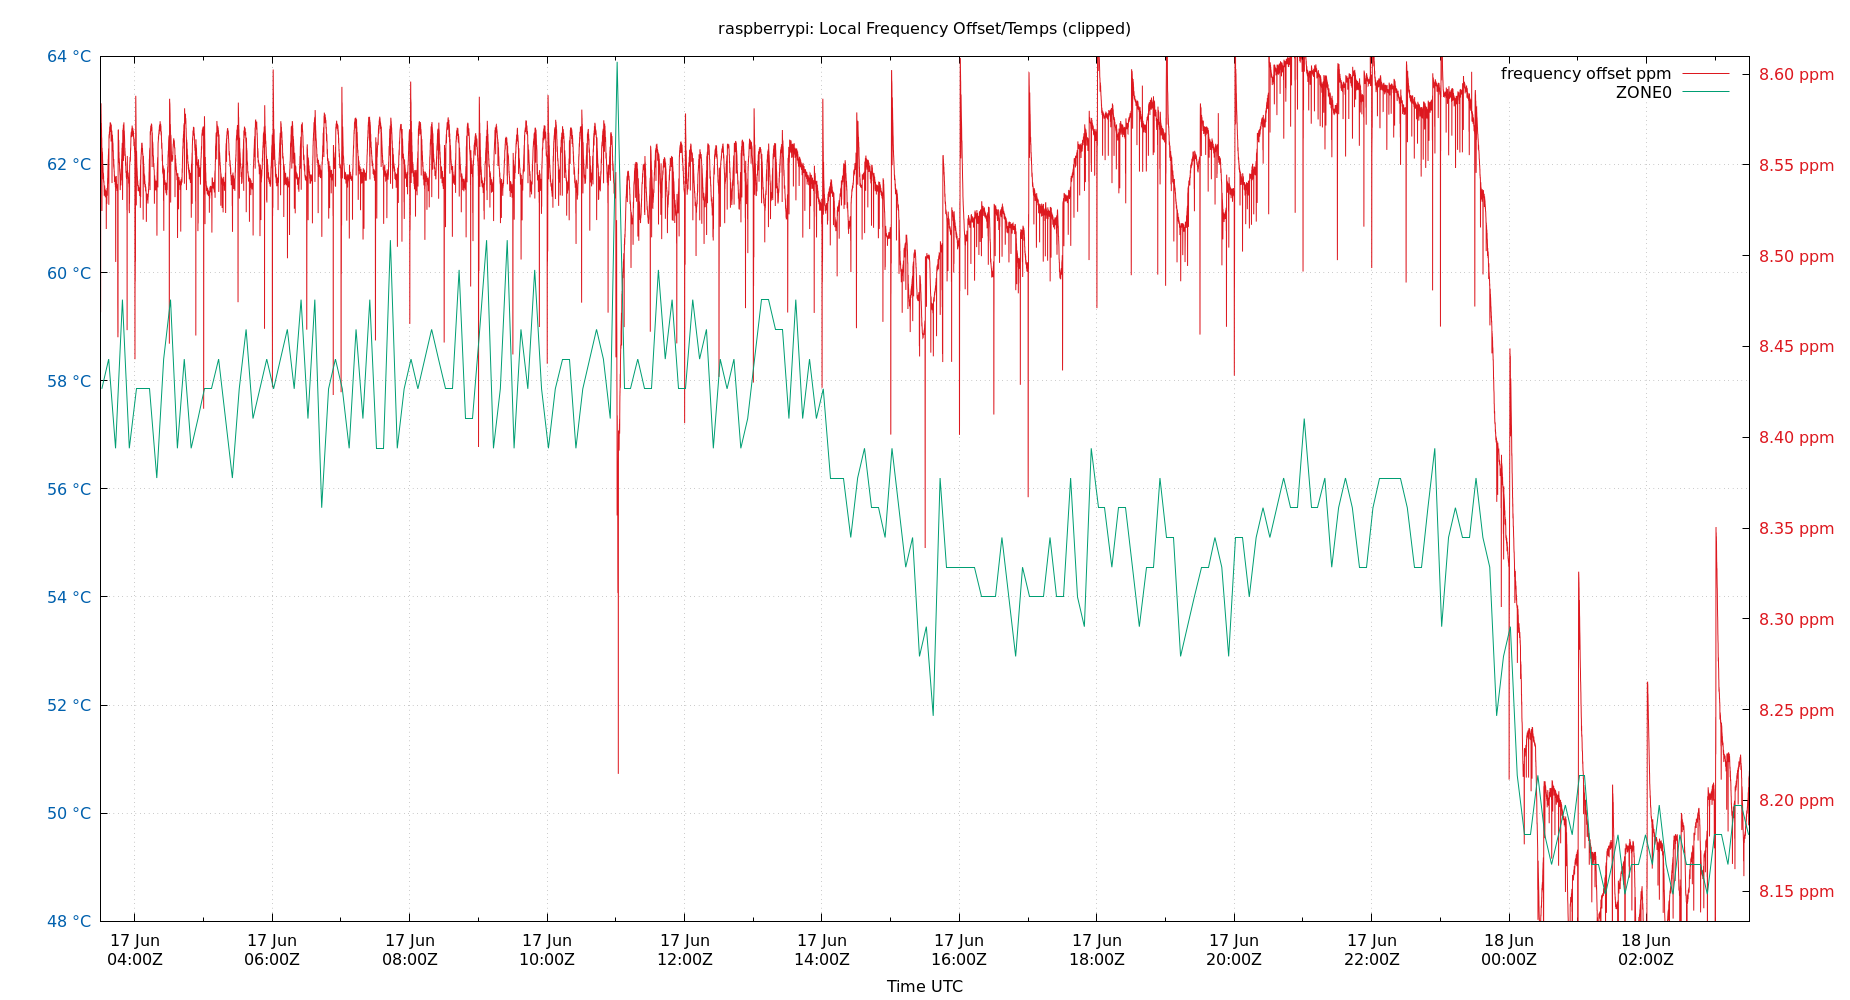 raspberrypi: Local Frequency Offset/Temps (clipped)
64 °C
62 °C
60 °C
58 °C
56 °C
54 °C
52 °C
50 °C
48 °C
frequency offset ppm
ZONE0
8.60 ppm
8.55 ppm
8.50 ppm
8.45 ppm
8.40 ppm
8.35 ppm
8.30 ppm
8.25 ppm
8.20 ppm
8.15 ppm
17 Jun
04:00Z
17 Jun
06:00Z
17 Jun
08:00Z
17 Jun
10:00Z
17 Jun
12:00Z
17 Jun
14:00Z
17 Jun
16:00Z
17 Jun
18:00Z
17 Jun
20:00Z
17 Jun
22:00Z
18 Jun
00:00Z
18 Jun
02:00Z
Time UTC